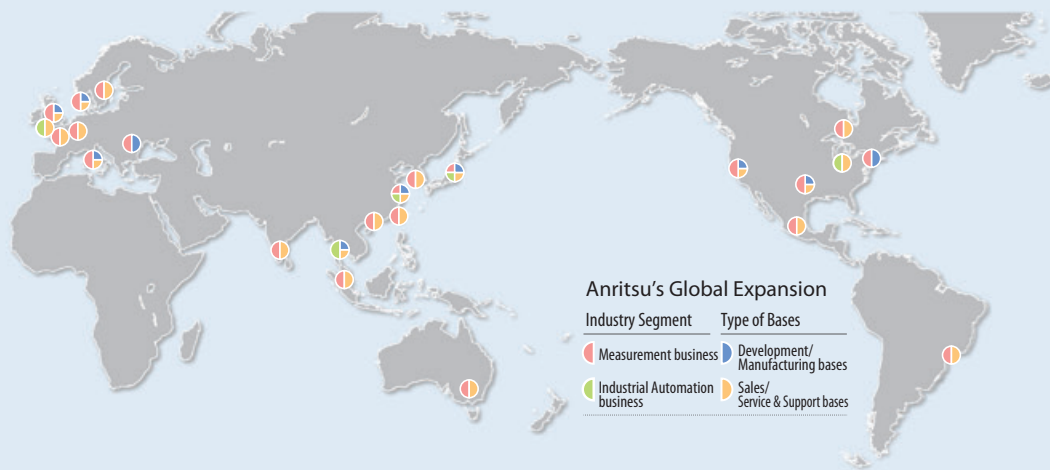 Anritsu’s Global Expansion
Industry Segment
Type of Bases
Measurement business
Development/
Manufacturing bases
Industrial Automation
business
Sales/
Service & Support bases